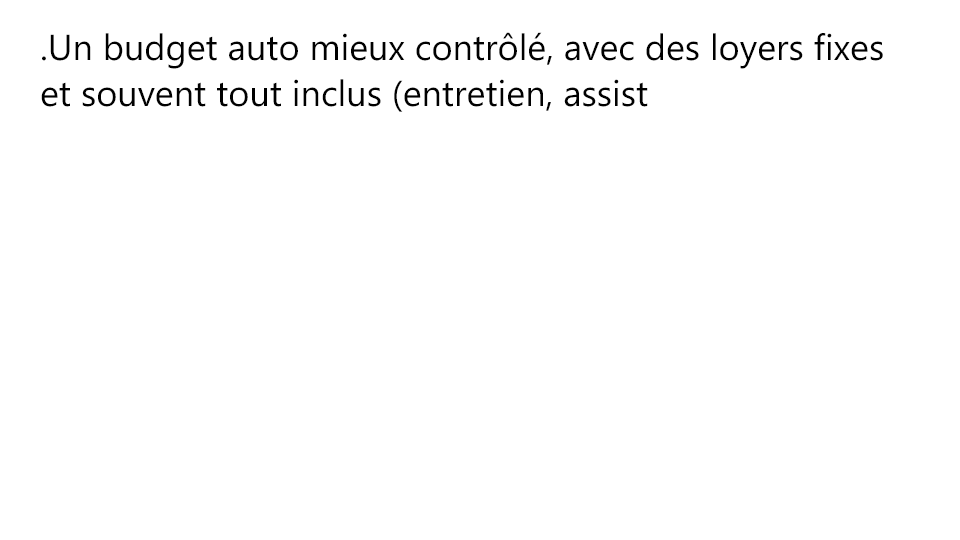 .Un budget auto mieux contrôlé, avec des loyers fixes
et souvent tout inclus (entretien, assist